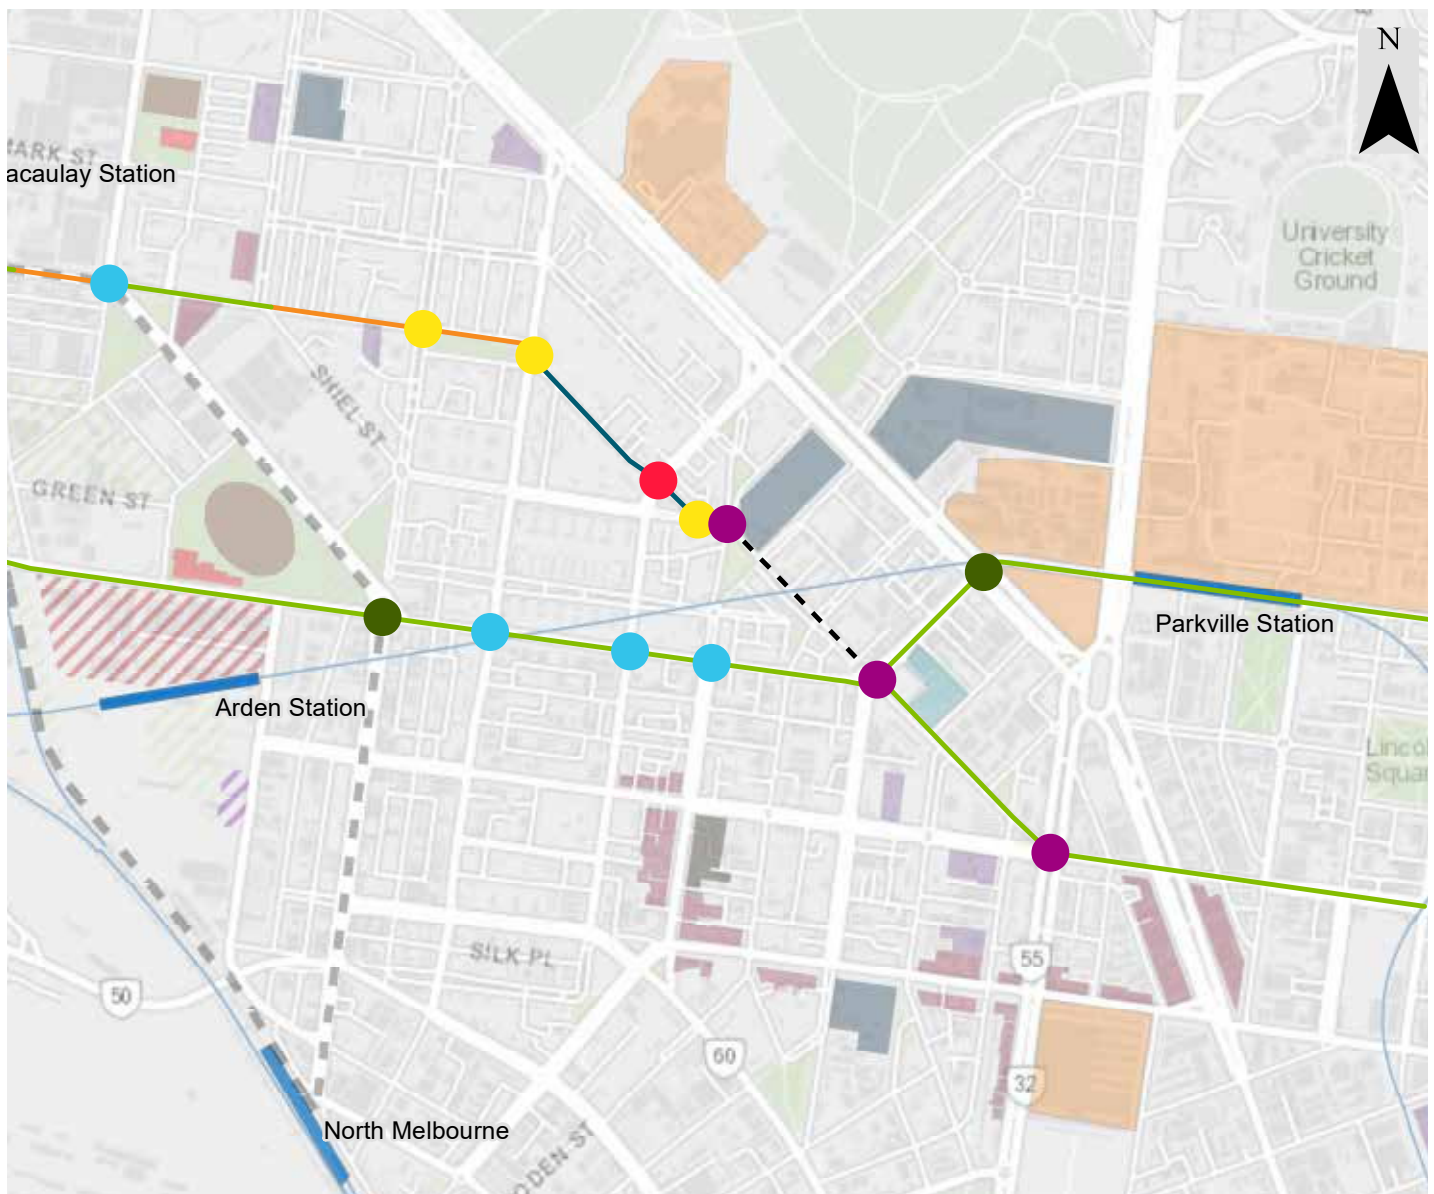 N
ARK ST
acaulay Station
University
Cricket
Ground
SHIEL ST
GREEN ST
Parkville Station
Arden Station
Lincol
Squar
SILK PL
55
50
60
32
North Melbourne
ODEN ST